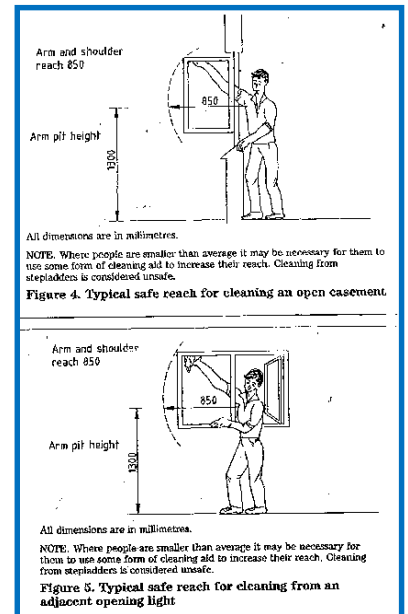 Arm and shoulder
reach 850
850
Arm pit height
1300
All dimensions are in millimetres.
NOTE. Where people are smaller than average it may be necessary for them to
use some form of cleaning aid to increase their reach. Cleaning from
stepladders is considered unsafe.
Figure 4. Typical safe reach for cleaning an open casement
Arm and shoulder
reach 850
850
Arm pit height
1300
All dimensions are in millimetres.
NOTE. Where people are smaller than average it may be necessary for
them to use some form of cleaning aid to increase their reach. Cleaning
from stepladders is considered unsafe.
Figure 5. Typical safe reach for cleaning from an
adjacent opening light